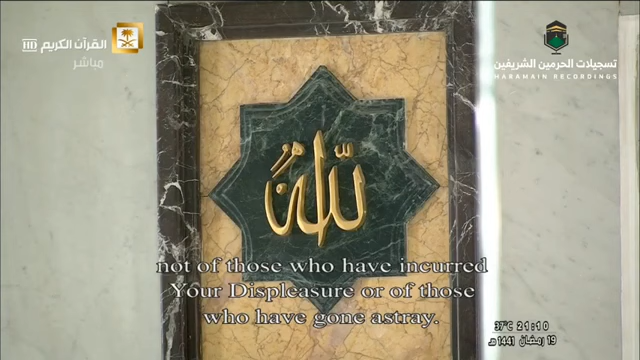 القرآن الكريم
مباشر
تسجيلات الحرمين الشريفين
HARAMAIN RECORDINGS
الله
not of those who have incurred
Your Displeasure or of those
who have gone astray.
37°C 21:10
19 رمضان 1441 هـ